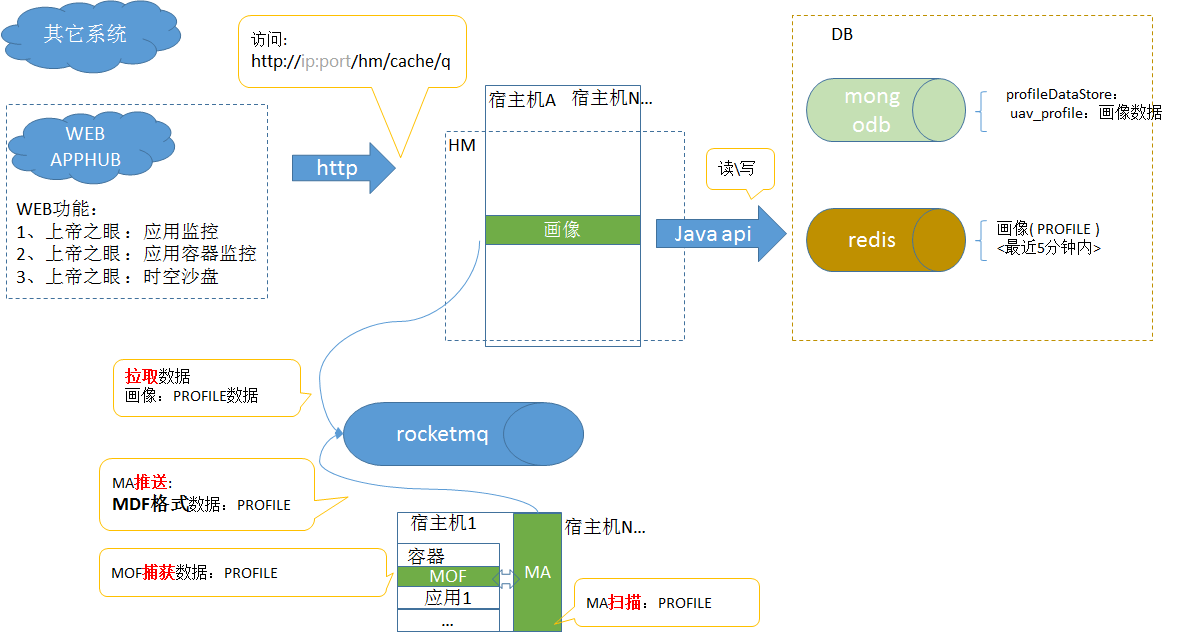 其它系统
访问:
http://ip:port/hm/cache/q
WEB
APPHUB
WEB功能：
1、上帝之眼：应用监控
2、上帝之眼：应用容器监控
3、上帝之眼：时空沙盘
http
宿主机A 宿主机N...
HM
画像
读\写
Java api
DB
mong
odb
profileDataStore：
uav_profile：画像数据
redis
画像( PROFILE )
<最近5分钟内>
拉取数据
画像：PROFILE数据
rocketmq
MA推送:
MDF格式数据：PROFILE
MOF捕获数据：PROFILE
宿主机1
宿主机N...
容器
MOF
应用1
...
MA
MA扫描：PROFILE